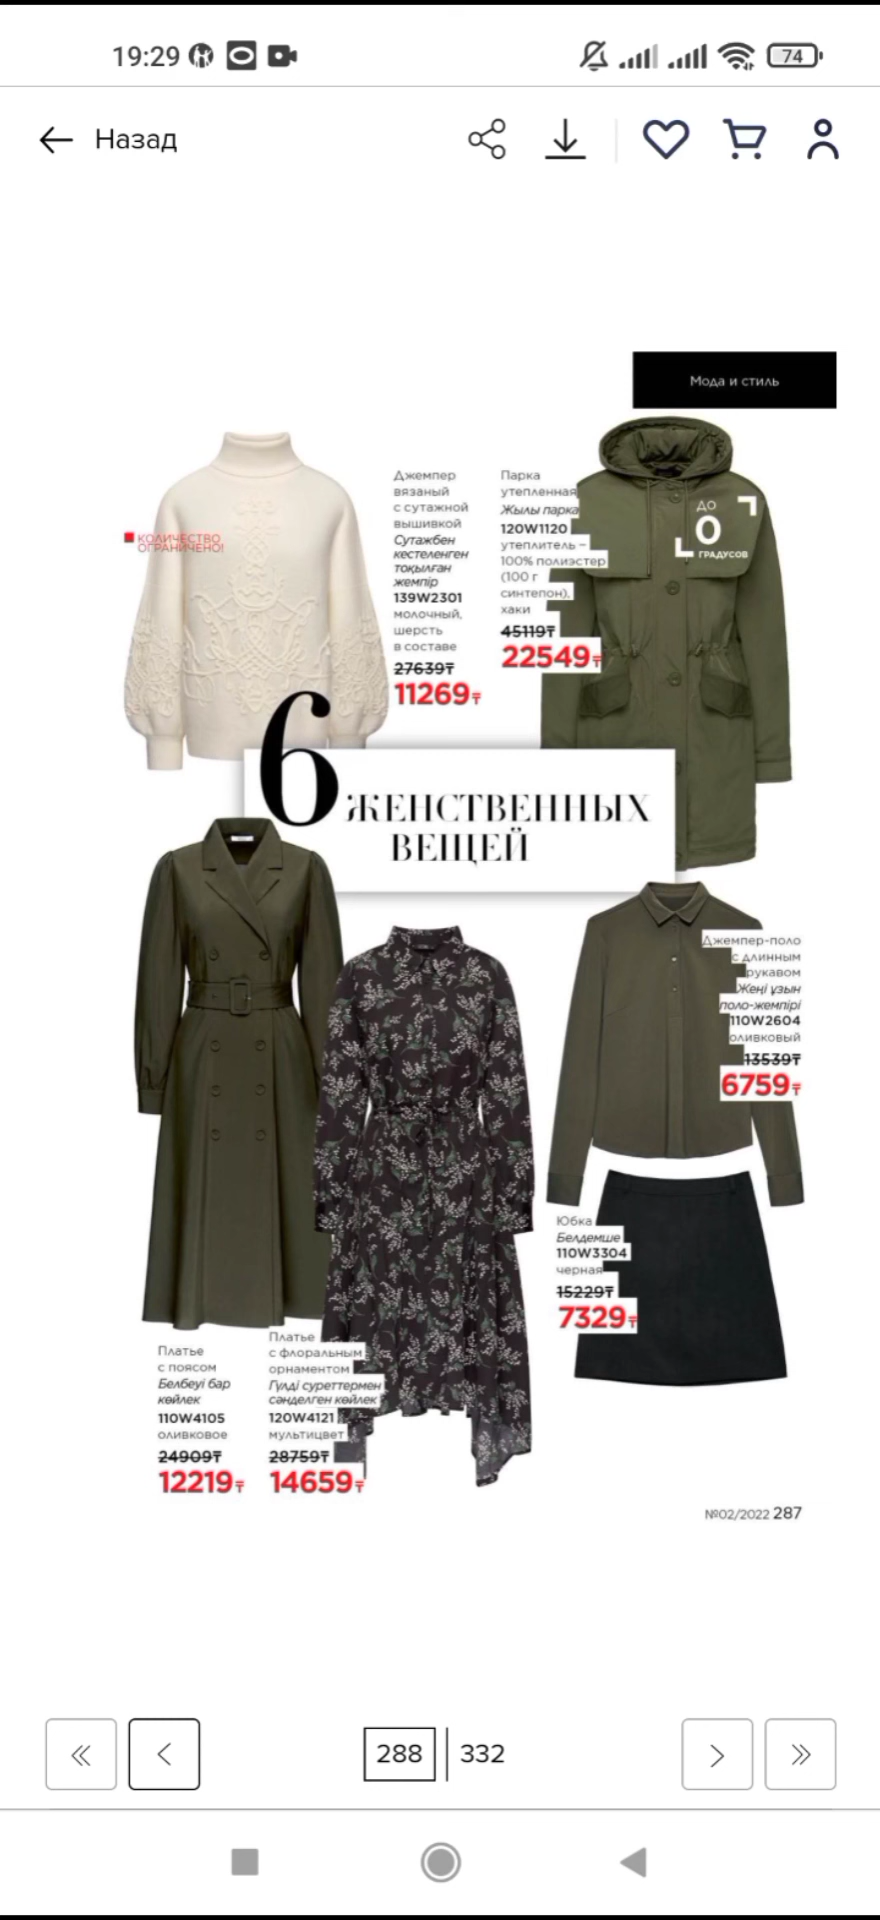 19:29
74
Назад
Мода и стиль
КОЛИЧЕСТВО
ОГРАНИЧЕНО!
Джемпер
вязаный
с сутажной
вышивкой
Сутажбен
кестеленген
тоқылған
жемпір
139W2301
молочный,
шерсть
в составе
27639₸
11269₸
Парка
утепленная
Жылы парка
120W1120
утеплитель –
100% полиэстер
(100 г
синтепон),
хаки
45119₸
22549₸
ДО
0
ГРАДУСОВ
6 ЖЕНСТВЕННЫХ
ВЕЩЕЙ
Джемпер-поло
с длинным
рукавом
Жеңі ұзын
поло-жемпірі
110W2604
оливковый
13539₸
6759₸
Юбка
Белдемше
110W3304
черная
15229₸
7329₸
Платье
с поясом
Белбеуі бар
көйлек
110W4105
оливковое
24909₸
12219₸
Платье
с флоральным
орнаментом
Гүлді суреттермен
сәнделген көйлек
120W4121
мультицвет
28759₸
14659₸
№02/2022 287
288 | 332